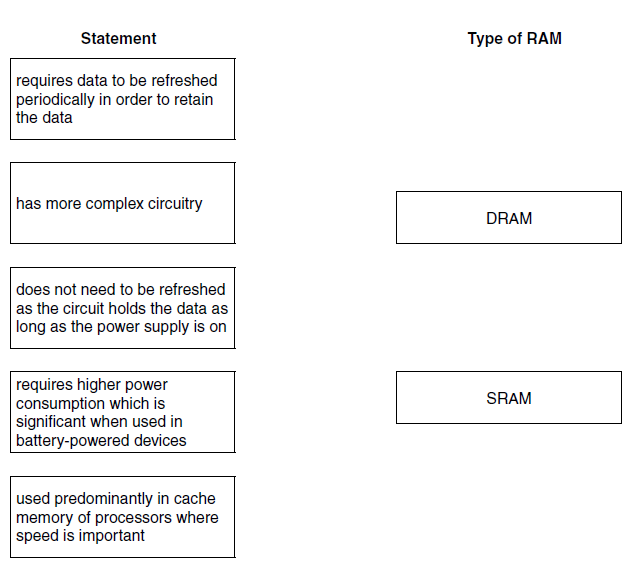 Statement
Type of RAM
requires data to be refreshed
periodically in order to retain
the data
has more complex circuitry
DRAM
does not need to be refreshed
as the circuit holds the data as
long as the power supply is on
requires higher power
consumption which is
significant when used in
battery-powered devices
SRAM
used predominantly in cache
memory of processors where
speed is important